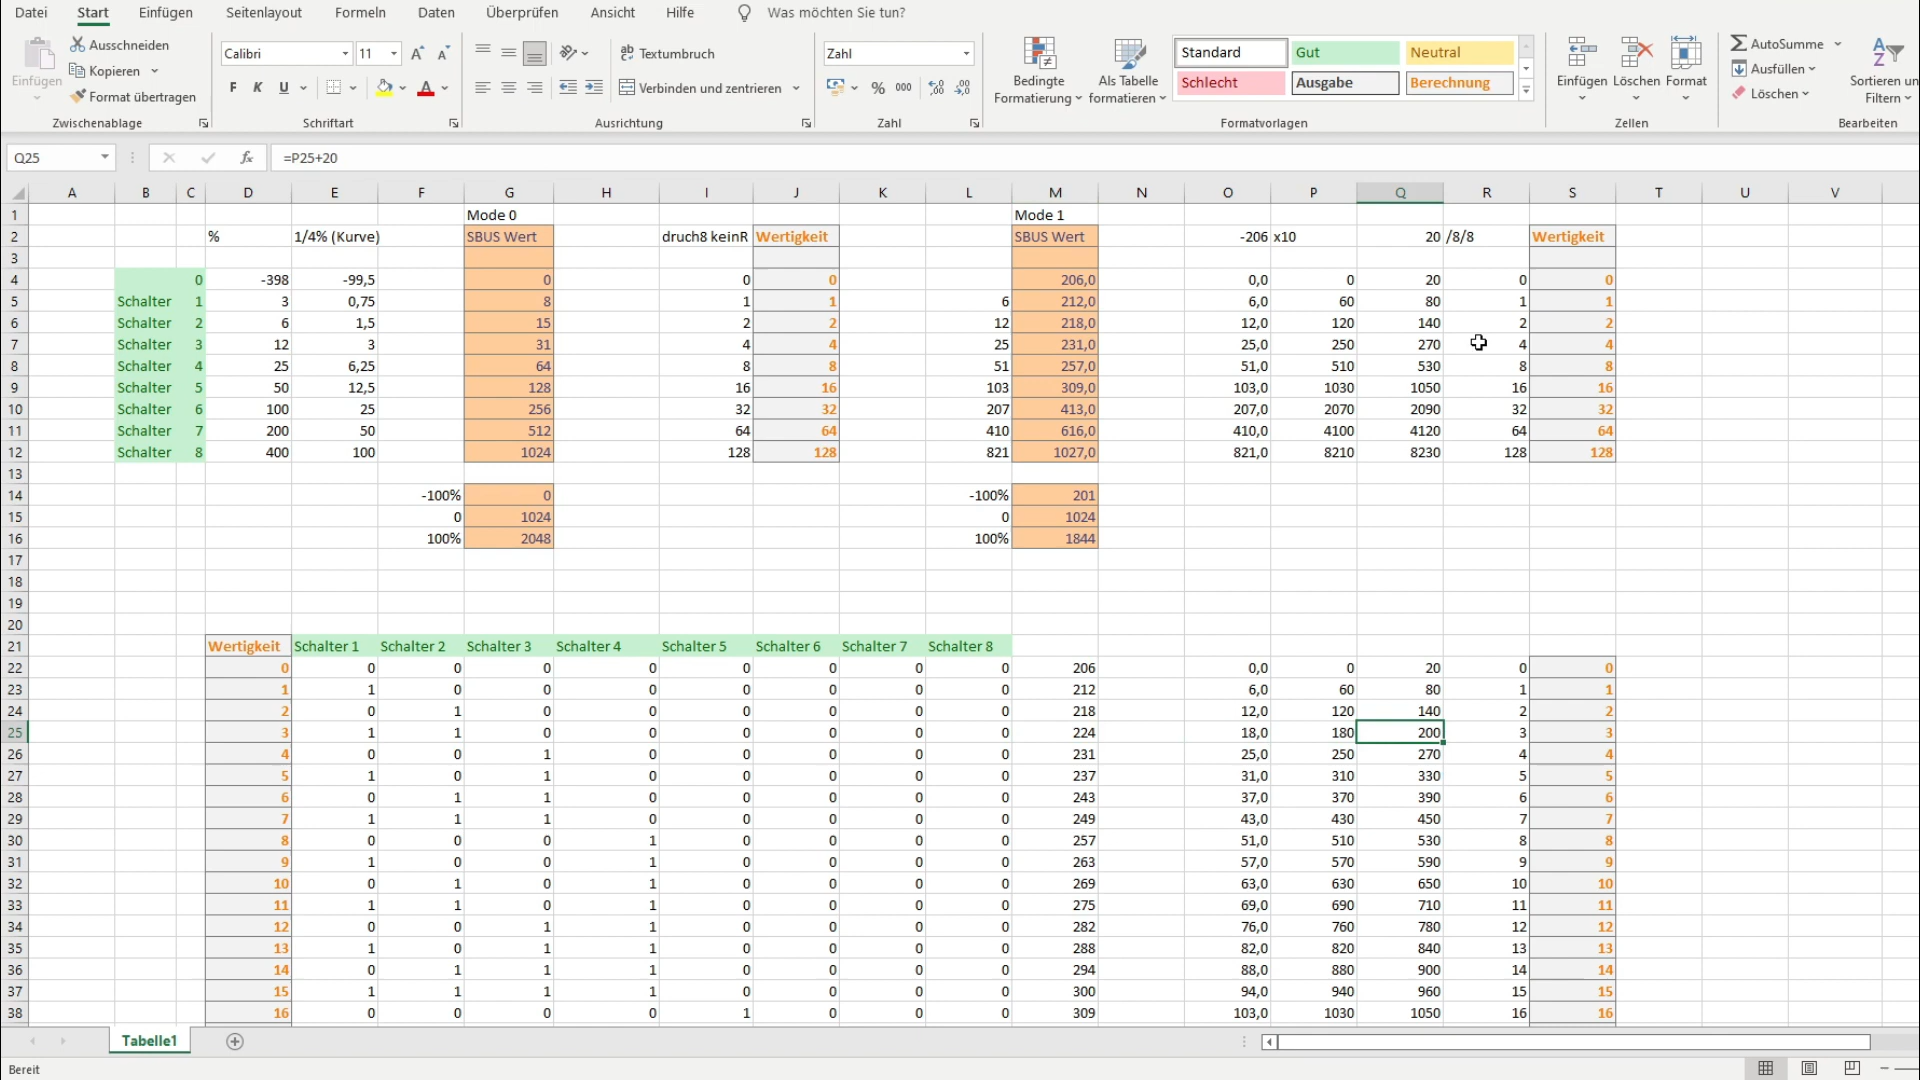 Datei Start Einfügen Seitenlayout Formeln Daten Überprüfen Ansicht Hilfe Was möchten Sie tun?
Einfügen Ausschneiden Kopieren Format übertragen
Calibri 11
F K U
Textumbruch
Verbinden und zentrieren
Zahl
% 000
Bedingte Formatierung Als Tabelle formatieren
Standard Gut Neutral
Schlecht Ausgabe Berechnung
Einfügen Löschen Format
AutoSumme
Ausfüllen
Löschen
Sortieren un
Filtern
Zwischenablage Schriftart Ausrichtung Zahl Formatvorlagen Zellen Bearbeiten
Q25 fx =P25+20
A B C D E F G H I J K L M N O P Q R S T U V
1 Mode 0 Mode 1
2 % 1/4% (Kurve) SBUS Wert druch8 keinR Wertigkeit SBUS Wert -206 x10 20 /8/8 Wertigkeit
3
4 0 -398 -99,5 0 0 0 206,0 0,0 0 20 0 0
5 Schalter 1 3 0,75 8 1 1 6 212,0 6,0 60 80 1 1
6 Schalter 2 6 1,5 15 2 2 12 218,0 12,0 120 140 2 2
7 Schalter 3 12 3 31 4 4 25 231,0 25,0 250 270 4 4
8 Schalter 4 25 6,25 64 8 8 51 257,0 51,0 510 530 8 8
9 Schalter 5 50 12,5 128 16 16 103 309,0 103,0 1030 1050 16 16
10 Schalter 6 100 25 256 32 32 207 413,0 207,0 2070 2090 32 32
11 Schalter 7 200 50 512 64 64 410 616,0 410,0 4100 4120 64 64
12 Schalter 8 400 100 1024 128 128 821 1027,0 821,0 8210 8230 128 128
13
14 -100% 0 -100% 201
15 0 1024 0 1024
16 100% 2048 100% 1844
17
18
19
20
21 Wertigkeit Schalter 1 Schalter 2 Schalter 3 Schalter 4 Schalter 5 Schalter 6 Schalter 7 Schalter 8
22 0 0 0 0 0 0 0 0 0 206 0,0 0 20 0 0
23 1 1 0 0 0 0 0 0 0 212 6,0 60 80 1 1
24 2 0 1 0 0 0 0 0 0 218 12,0 120 140 2 2
25 3 1 1 0 0 0 0 0 0 224 18,0 180 200 3 3
26 4 0 0 1 0 0 0 0 0 231 25,0 250 270 4 4
27 5 1 0 1 0 0 0 0 0 237 31,0 310 330 5 5
28 6 0 1 1 0 0 0 0 0 243 37,0 370 390 6 6
29 7 1 1 1 0 0 0 0 0 249 43,0 430 450 7 7
30 8 0 0 0 1 0 0 0 0 257 51,0 510 530 8 8
31 9 1 0 0 1 0 0 0 0 263 57,0 570 590 9 9
32 10 0 1 0 1 0 0 0 0 269 63,0 630 650 10 10
33 11 1 1 0 1 0 0 0 0 275 69,0 690 710 11 11
34 12 0 0 1 1 0 0 0 0 282 76,0 760 780 12 12
35 13 1 0 1 1 0 0 0 0 288 82,0 820 840 13 13
36 14 0 1 1 1 0 0 0 0 294 88,0 880 900 14 14
37 15 1 1 1 1 0 0 0 0 300 94,0 940 960 15 15
38 16 0 0 0 0 1 0 0 0 309 103,0 1030 1050 16 16
Tabelle1
Bereit